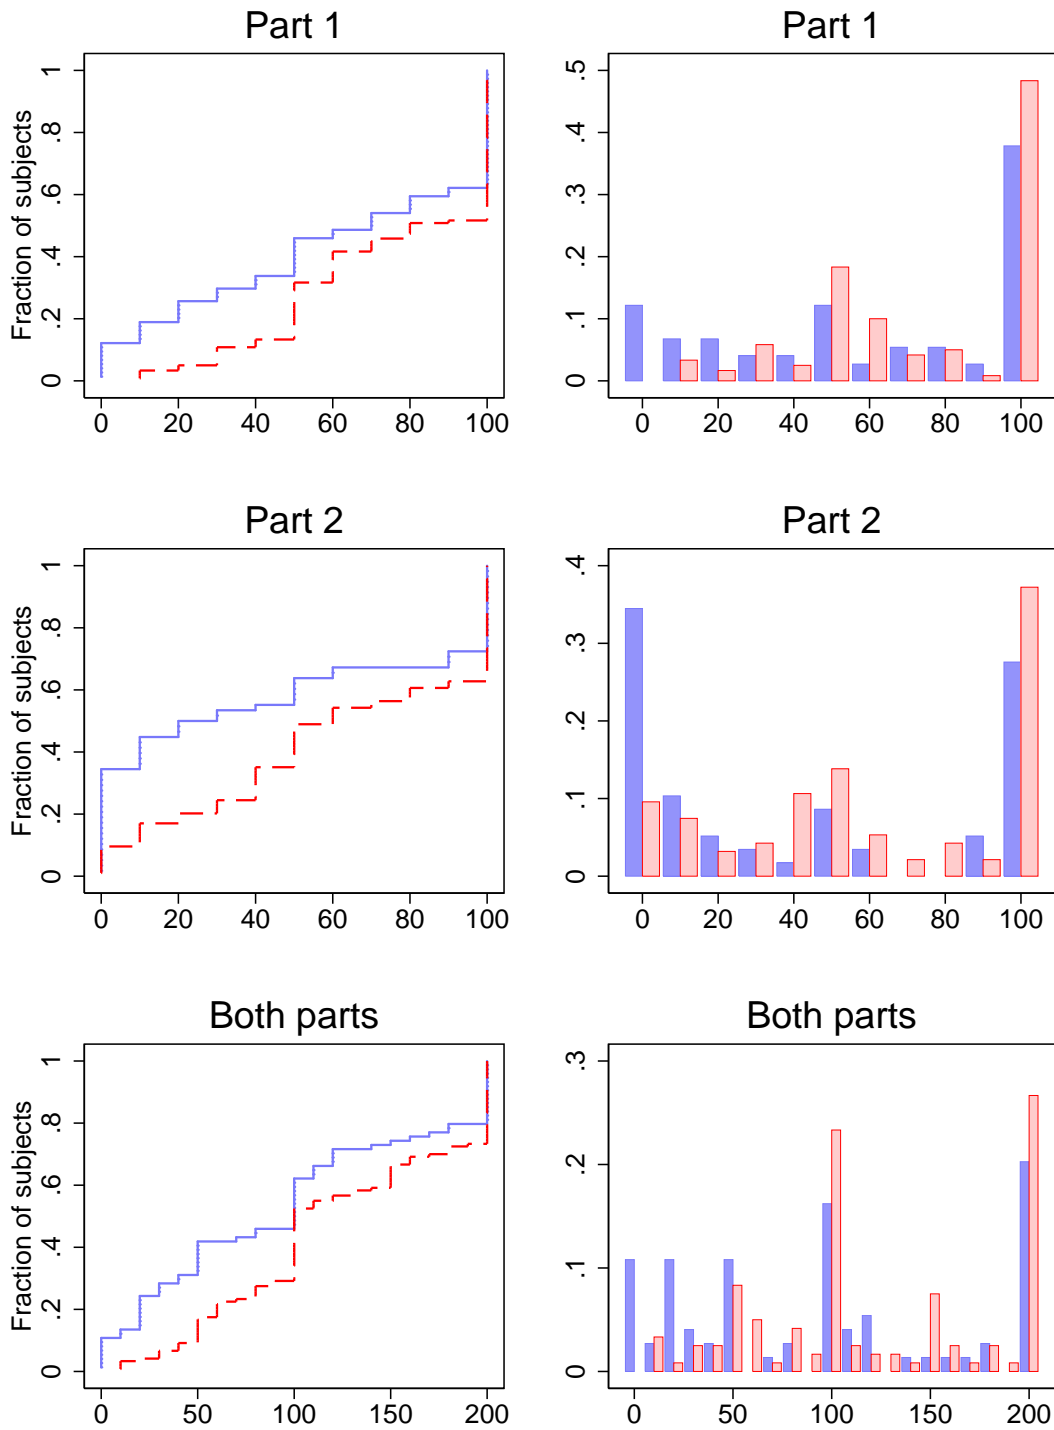 Part 1
Fraction of subjects
0 .2 .4 .6 .8 1
0 20 40 60 80 100
Part 1
0 .1 .2 .3 .4 .5
0 20 40 60 80 100
Part 2
Fraction of subjects
0 .2 .4 .6 .8 1
0 20 40 60 80 100
Part 2
0 .1 .2 .3 .4
0 20 40 60 80 100
Both parts
Fraction of subjects
0 .2 .4 .6 .8 1
0 50 100 150 200
Both parts
0 .1 .2 .3
0 50 100 150 200